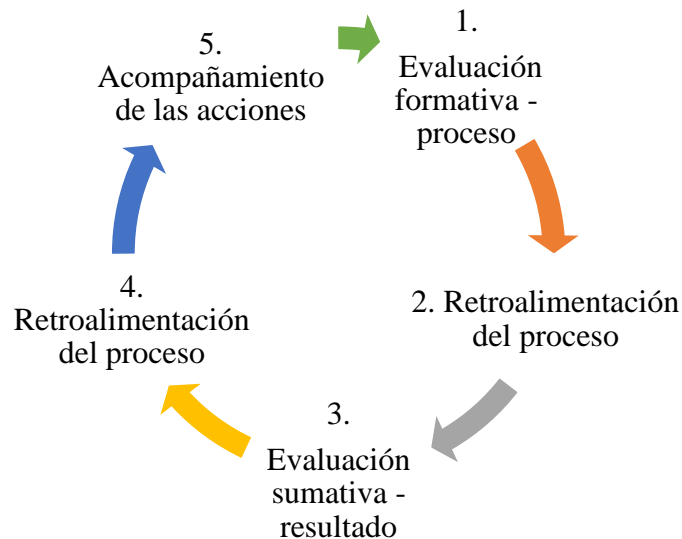 1.
Evaluación
formativa -
proceso
2. Retroalimentación
del proceso
3.
Evaluación
sumativa -
resultado
4.
Retroalimentación
del proceso
5.
Acompañamiento
de las acciones